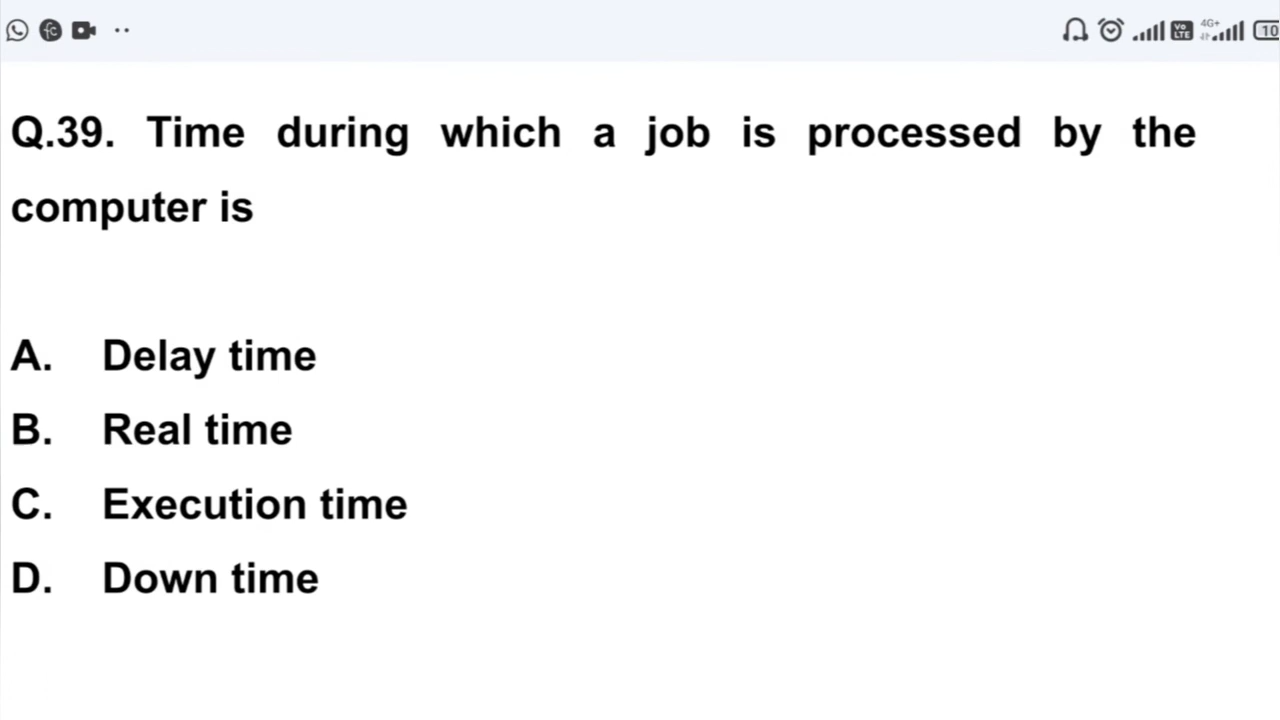 Q.39. Time during which a job is processed by the
computer is
A. Delay time
B. Real time
C. Execution time
D. Down time